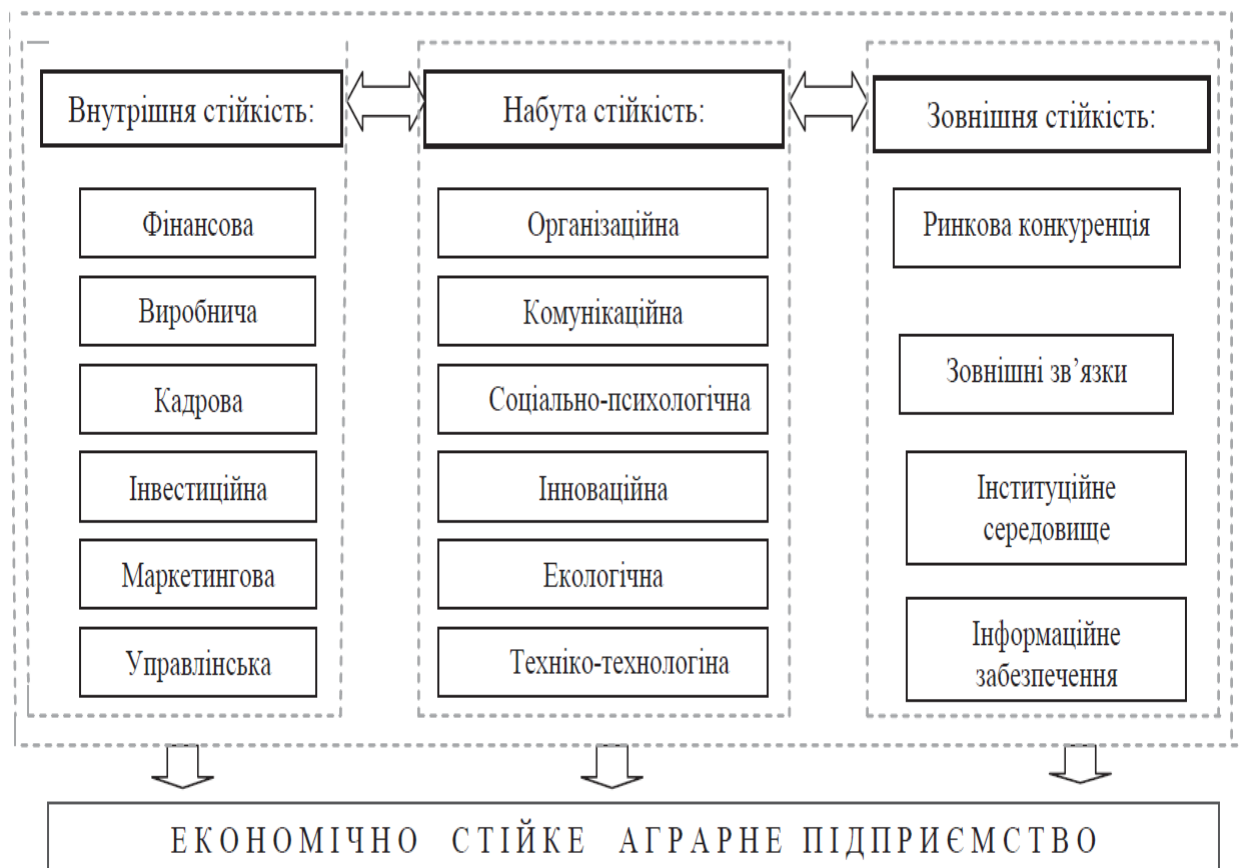 Внутрішня стійкість:
Фінансова
Виробнича
Кадрова
Інвестиційна
Маркетингова
Управлінська
Набута стійкість:
Організаційна
Комунікаційна
Соціально-психологічна
Інноваційна
Екологічна
Техніко-технологіна
Зовнішня стійкість:
Ринкова конкуренція
Зовнішні зв’язки
Інституційне
середовище
Інформаційне
забезпечення
ЕКОНОМІЧНО СТІЙКЕ АГРАРНЕ ПІДПРИЄМСТВО